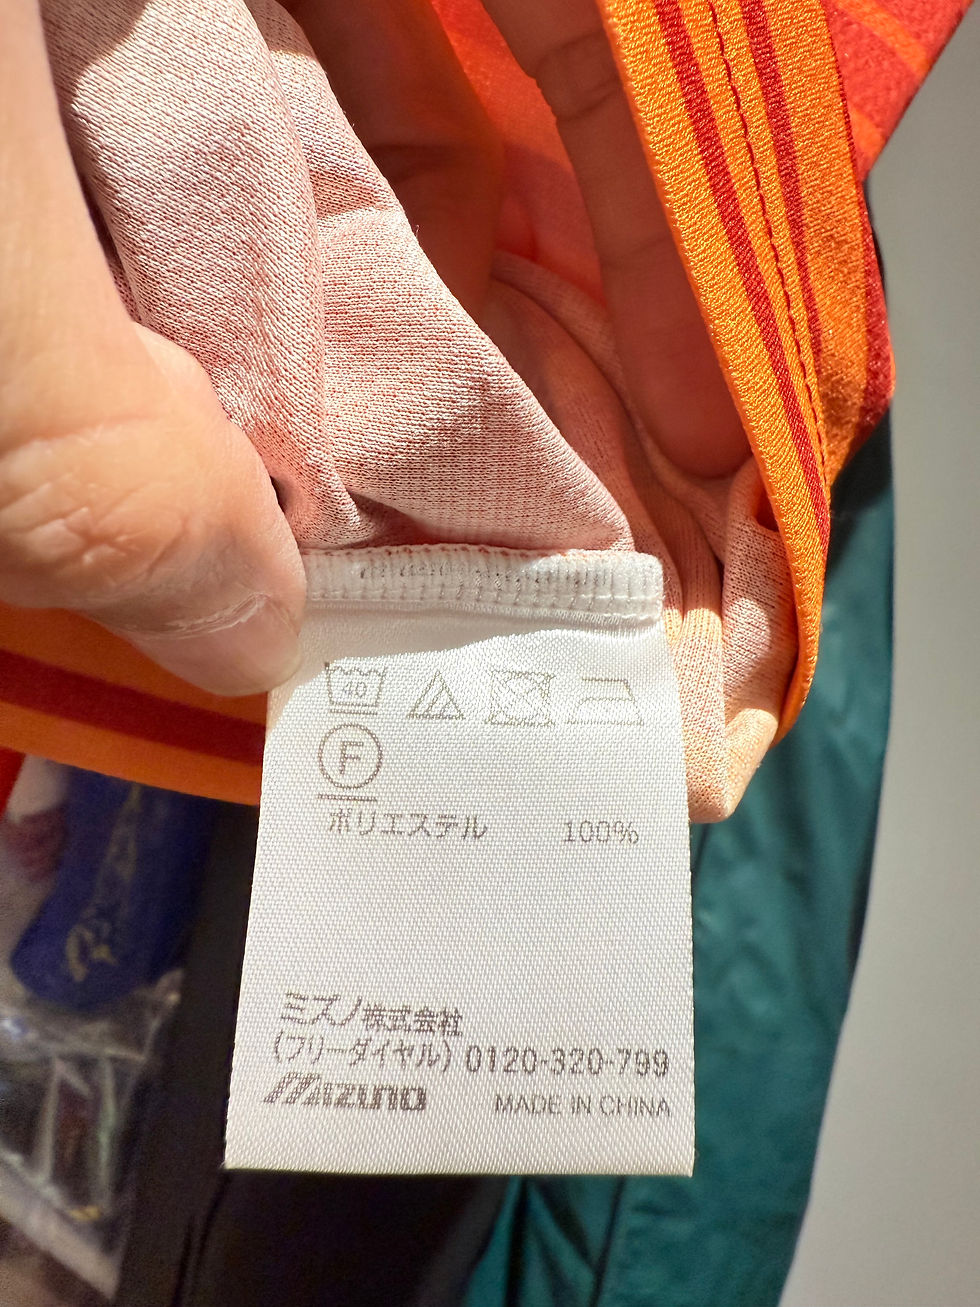 40
F
ポリエステル 100%
ミズノ株式会社
(フリーダイヤル) 0120-320-799
MIZUNO MADE IN CHINA